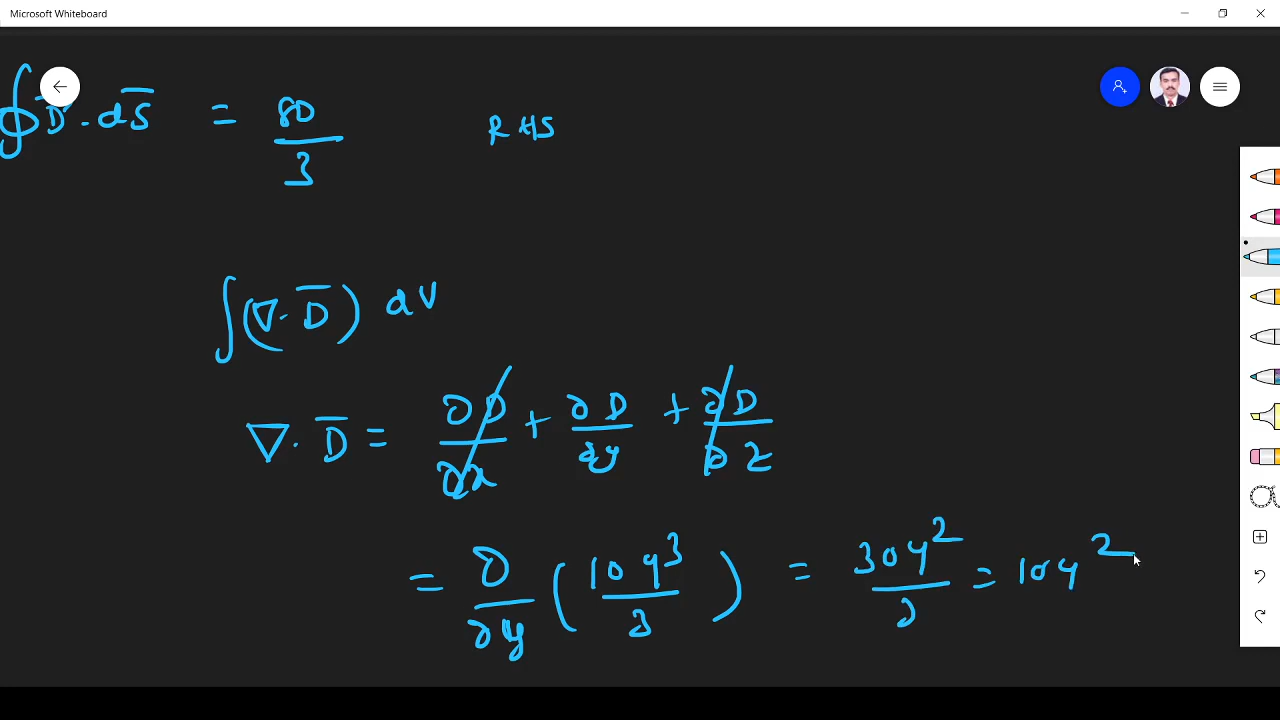 Microsoft Whiteboard
∮ D̅ . dS̅ = 80/3 RHS
∫(∇. D̅) dV
∇. D̅ = ∂D/∂x + ∂D/∂y + ∂D/∂z
= ∂/∂y (10y³/3) = 30y²/3 = 10y²